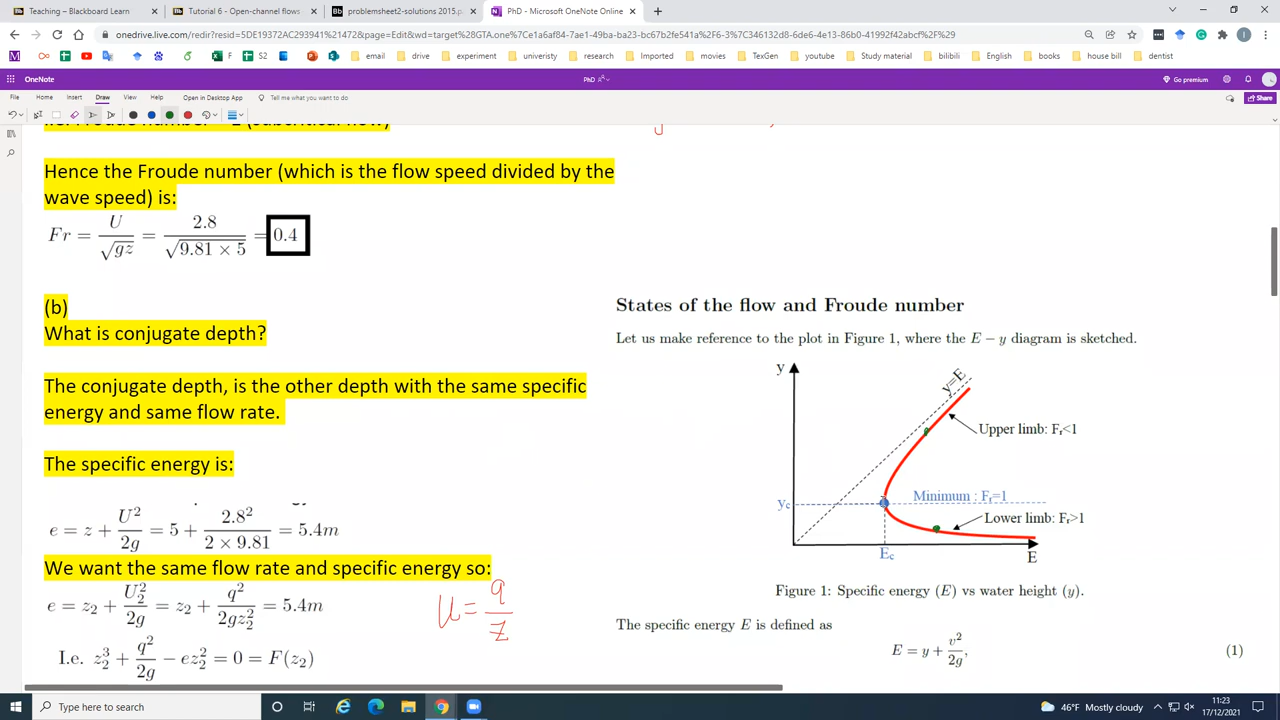 Teaching – Blackboard Learn
Tutorial 6 - Open-channel flows
problemsheet2-solutions 2015.p
PhD - Microsoft OneNote Online
onedrive.live.com/redir?resid=5DE19372AC293941%21472&page=Edit&wd=target%28GTA.one%7C1e6af84-7ae1-49ba-ba23-bc67b2fe541a%2F6-3%7C346132d8-6de6-4e13-86b0-41992f42abcf%2F%29
F
S2
email
drive
experiment
univeristy
research
Imported
movies
TexGen
youtube
Study material
bilibili
English
books
house bill
dentist
OneNote
PhD
Go premium
File Home Insert Draw View Help Open in Desktop App Tell me what you want to do
Share
Hence the Froude number (which is the flow speed divided by the
wave speed) is:
Fr = U/√gz = 2.8/√9.81 × 5 = 0.4
(b)
What is conjugate depth?
The conjugate depth, is the other depth with the same specific
energy and same flow rate.
The specific energy is:
e = z + U²/2g = 5 + 2.8²/2 × 9.81 = 5.4m
We want the same flow rate and specific energy so:
e = z₂ + U₂²/2g = z₂ + q²/2gz₂² = 5.4m
U = q/z
I.e. z₂³ + q²/2g − ez₂² = 0 = F(z₂)
States of the flow and Froude number
Let us make reference to the plot in Figure 1, where the E − y diagram is sketched.
y
y=E
Upper limb: Fᵣ<1
Minimum : Fᵣ=1
y꜀
Lower limb: Fᵣ>1
E꜀
E
Figure 1: Specific energy (E) vs water height (y).
The specific energy E is defined as
E = y + v²/2g, (1)
Type here to search
46°F Mostly cloudy
11:23
17/12/2021